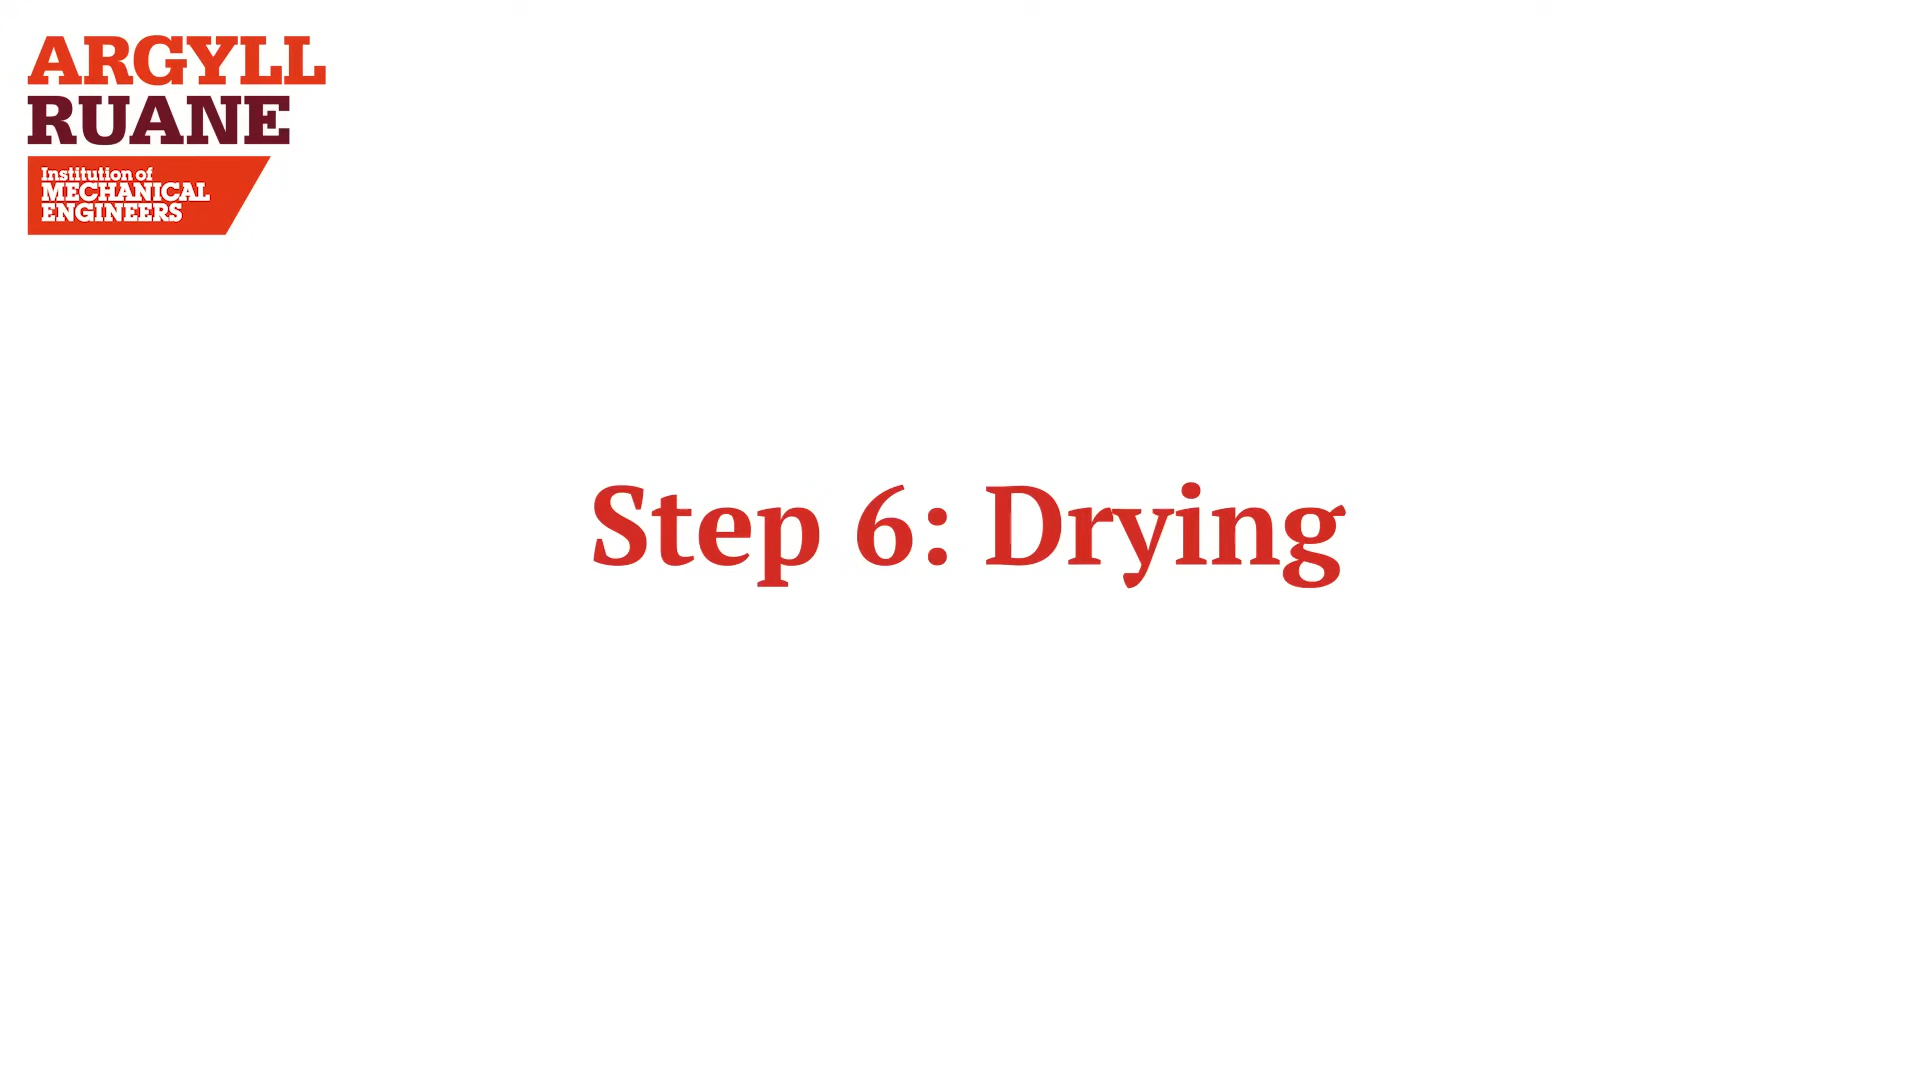 ARGYLL
RUANE
Institution of
MECHANICAL
ENGINEERS
Step 6: Drying